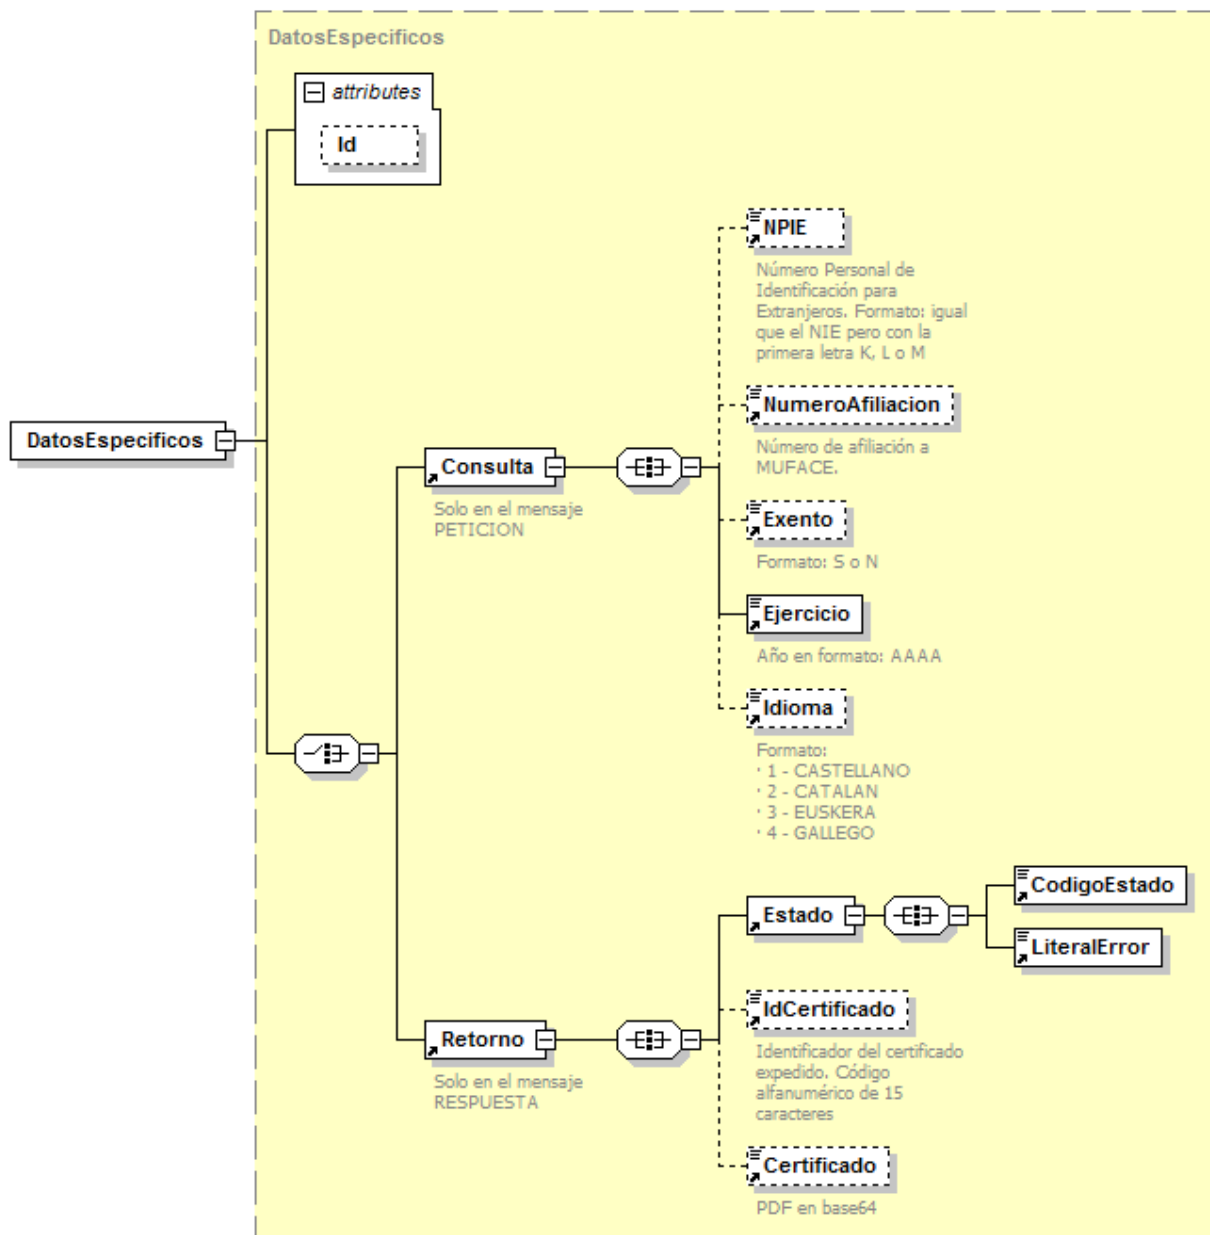 DatosEspecificos
attributes
Id
NPIE
Número Personal de
Identificación para
Extranjeros. Formato: igual
que el NIE pero con la
primera letra K, L o M
DatosEspecificos
NumeroAfiliacion
Número de afiliación a
MUFACE.
Consulta
Solo en el mensaje
PETICION
Exento
Formato: S o N
Ejercicio
Año en formato: AAAA
Idioma
Formato:
· 1 - CASTELLANO
· 2 - CATALAN
· 3 - EUSKERA
· 4 - GALLEGO
Estado
CodigoEstado
LiteralError
Retorno
Solo en el mensaje
RESPUESTA
IdCertificado
Identificador del certificado
expedido. Código
alfanumérico de 15
caracteres
Certificado
PDF en base64